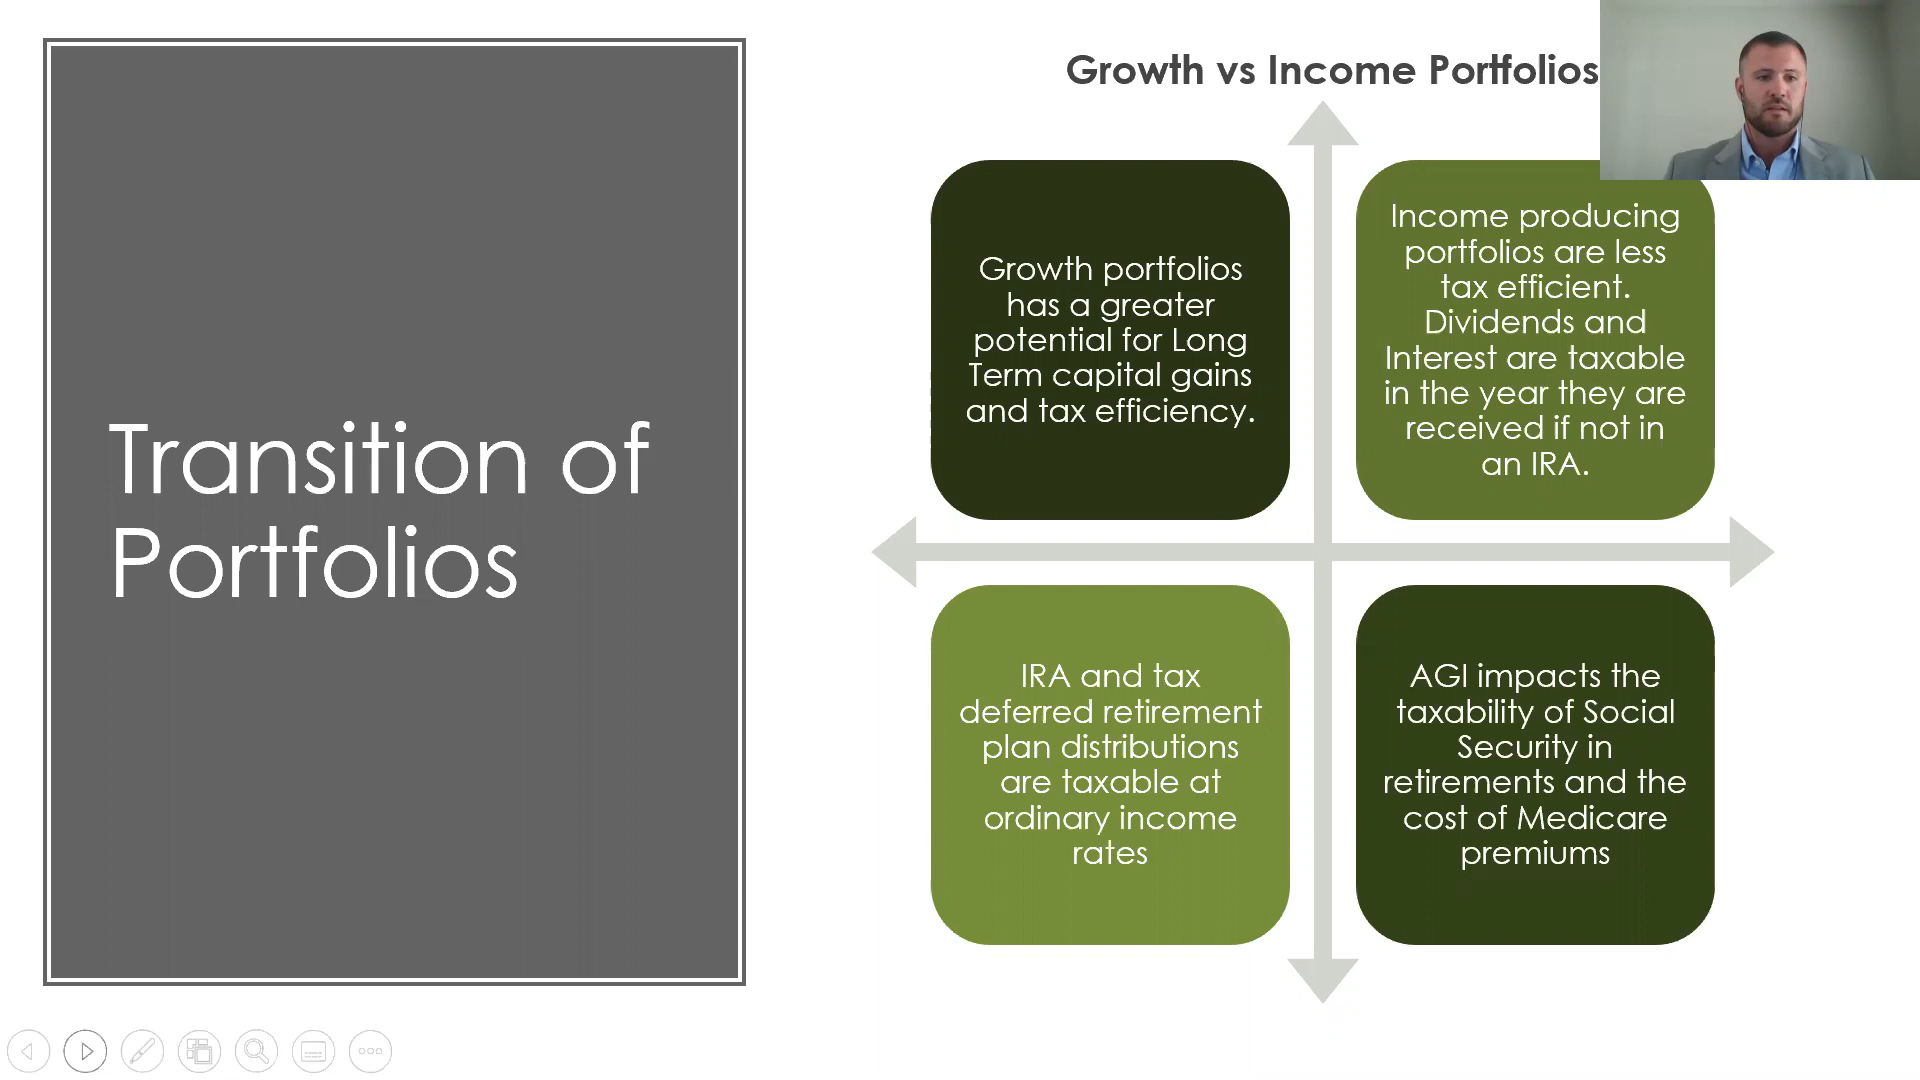 Transition of
Portfolios
Growth vs Income Portfolios
Growth portfolios
has a greater
potential for Long
Term capital gains
and tax efficiency.
Income producing
portfolios are less
tax efficient.
Dividends and
Interest are taxable
in the year they are
received if not in
an IRA.
IRA and tax
deferred retirement
plan distributions
are taxable at
ordinary income
rates
AGI impacts the
taxability of Social
Security in
retirements and the
cost of Medicare
premiums